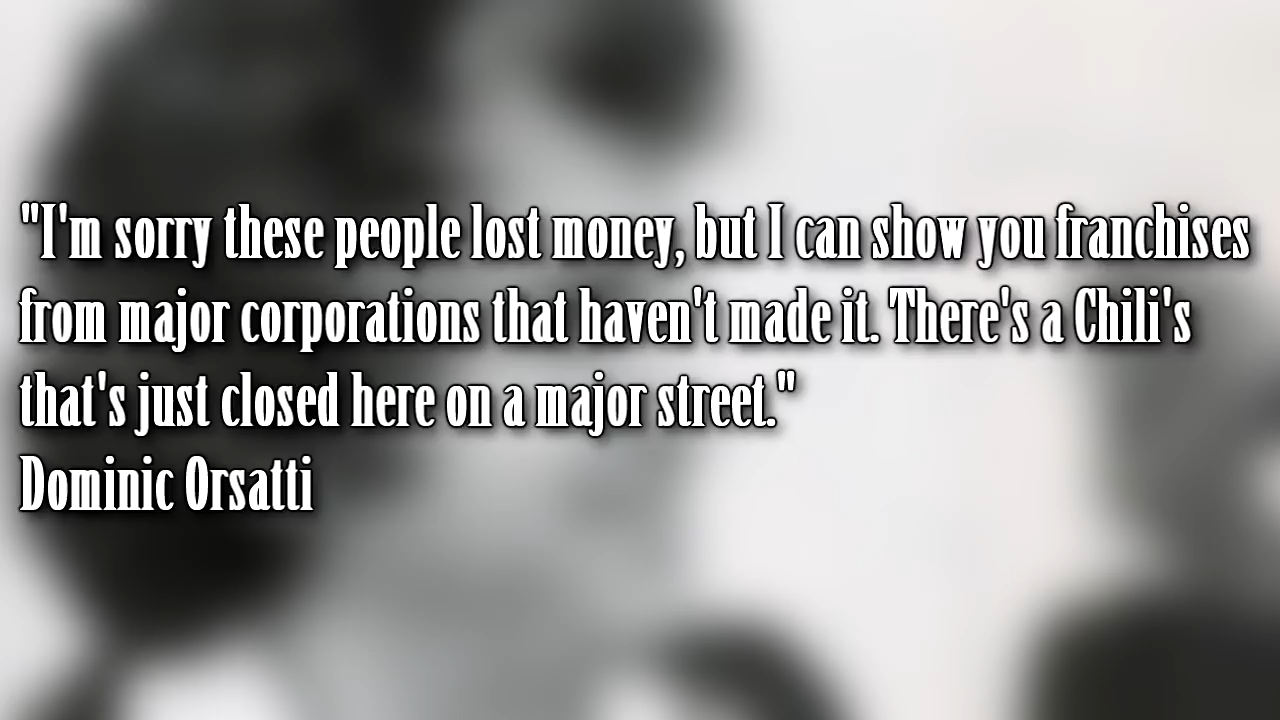 "I'm sorry these people lost money, but I can show you franchises
from major corporations that haven't made it. There's a Chili's
that's just closed here on a major street."
Dominic Orsatti